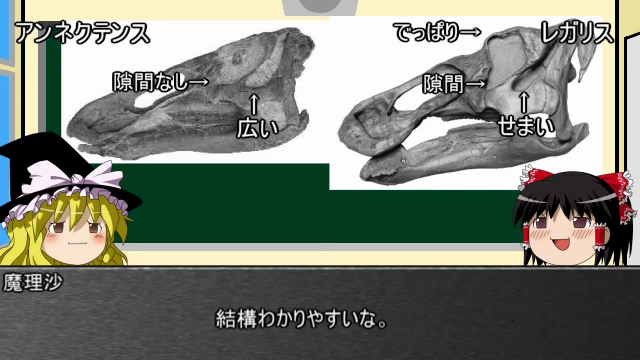 アンネクテンス
でっぱり→
レガリス
隙間なし→
隙間→
↑
広い
↑
せまい
魔理沙
結構わかりやすいな。